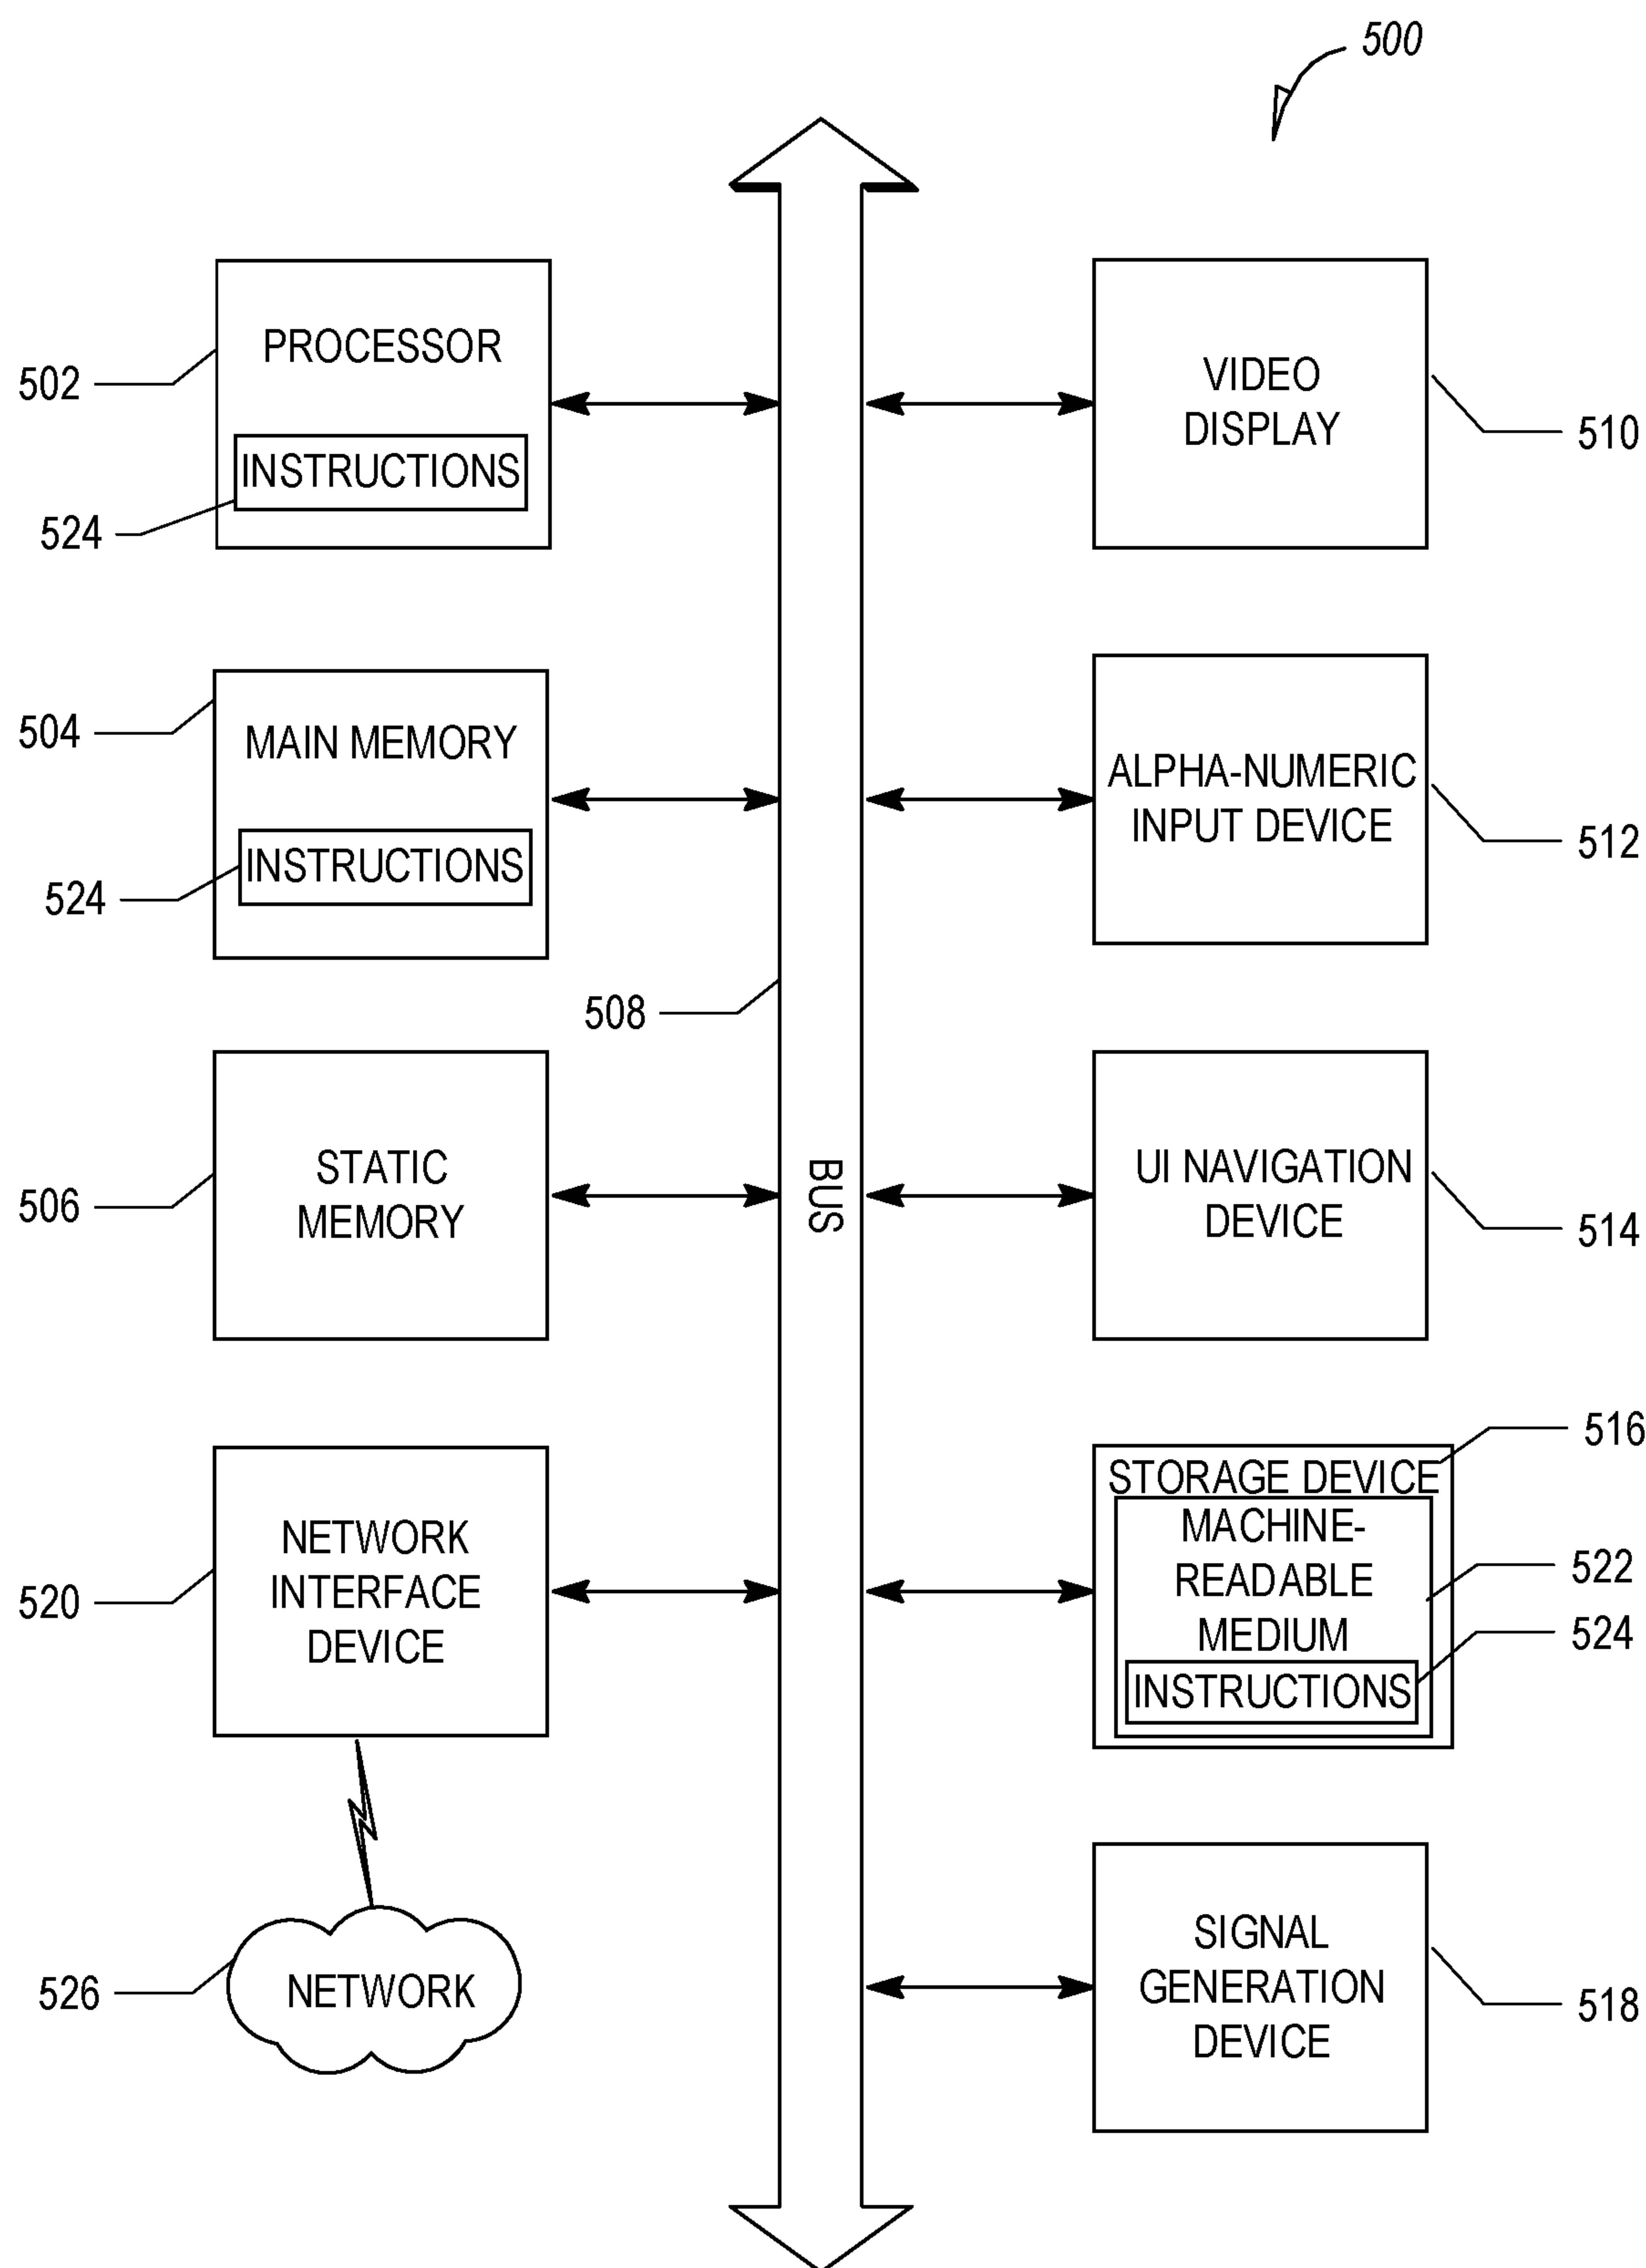 500
PROCESSOR
502
INSTRUCTIONS
524
VIDEO
DISPLAY
510
MAIN MEMORY
504
INSTRUCTIONS
524
ALPHA-NUMERIC
INPUT DEVICE
512
508
BUS
STATIC
MEMORY
506
UI NAVIGATION
DEVICE
514
NETWORK
INTERFACE
DEVICE
520
516
STORAGE DEVICE
MACHINE-
READABLE
MEDIUM
522
524
INSTRUCTIONS
NETWORK
526
SIGNAL
GENERATION
DEVICE
518